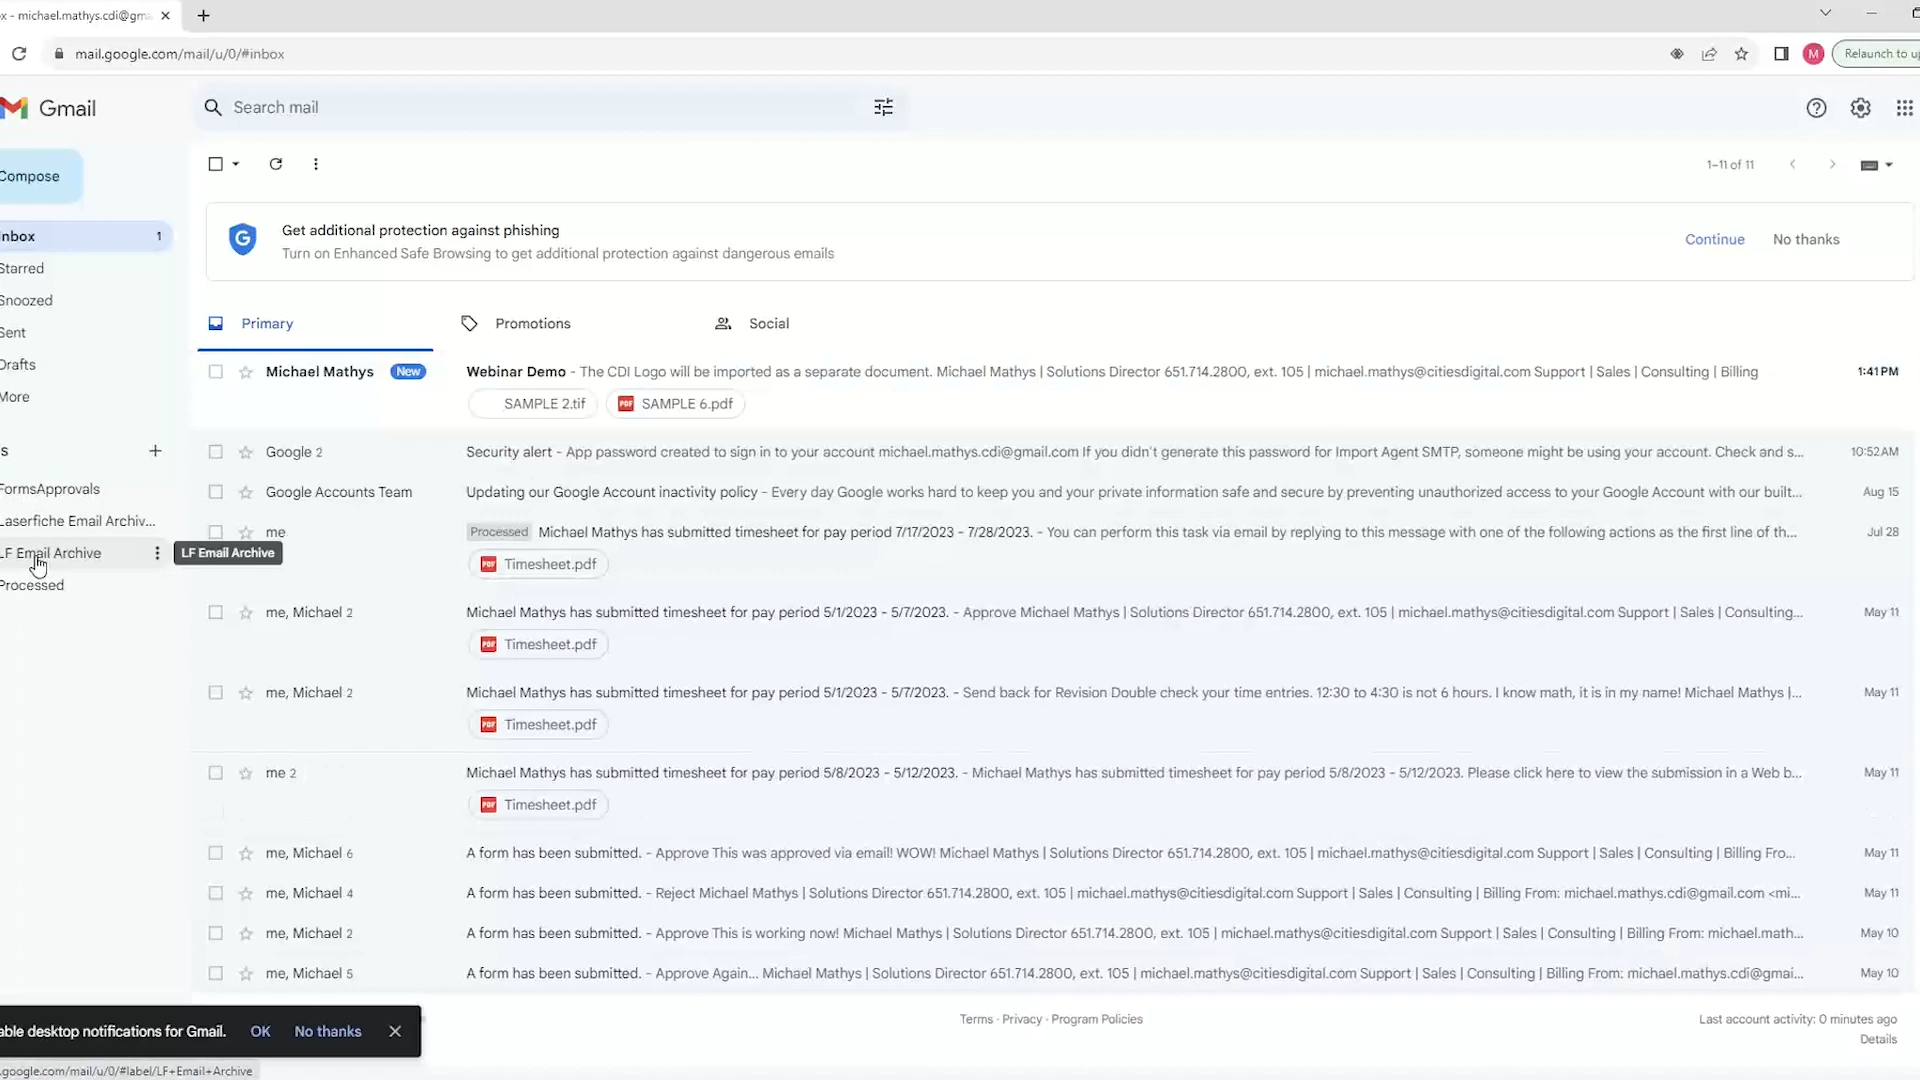 x - michael.mathys.cdi@gma
mail.google.com/mail/u/0/#inbox
M
Relaunch to up
Gmail
Search mail
Compose
1–11 of 11
Get additional protection against phishing
Turn on Enhanced Safe Browsing to get additional protection against dangerous emails
Continue
No thanks
nbox 1
Starred
Snoozed
Sent
Drafts
More
s
FormsApprovals
Laserfiche Email Archiv...
LF Email Archive
LF Email Archive
Processed
Primary
Promotions
Social
Michael Mathys New Webinar Demo - The CDI Logo will be imported as a separate document. Michael Mathys | Solutions Director 651.714.2800, ext. 105 | michael.mathys@citiesdigital.com Support | Sales | Consulting | Billing 1:41 PM
SAMPLE 2.tif PDF SAMPLE 6.pdf
Google 2 Security alert - App password created to sign in to your account michael.mathys.cdi@gmail.com If you didn't generate this password for Import Agent SMTP, someone might be using your account. Check and s... 10:52 AM
Google Accounts Team Updating our Google Account inactivity policy - Every day Google works hard to keep you and your private information safe and secure by preventing unauthorized access to your Google Account with our built... Aug 15
me Processed Michael Mathys has submitted timesheet for pay period 7/17/2023 - 7/28/2023. - You can perform this task via email by replying to this message with one of the following actions as the first line of th... Jul 28
PDF Timesheet.pdf
me, Michael 2 Michael Mathys has submitted timesheet for pay period 5/1/2023 - 5/7/2023. - Approve Michael Mathys | Solutions Director 651.714.2800, ext. 105 | michael.mathys@citiesdigital.com Support | Sales | Consulting... May 11
PDF Timesheet.pdf
me, Michael 2 Michael Mathys has submitted timesheet for pay period 5/1/2023 - 5/7/2023. - Send back for Revision Double check your time entries. 12:30 to 4:30 is not 6 hours. I know math, it is in my name! Michael Mathys |... May 11
PDF Timesheet.pdf
me 2 Michael Mathys has submitted timesheet for pay period 5/8/2023 - 5/12/2023. - Michael Mathys has submitted timesheet for pay period 5/8/2023 - 5/12/2023. Please click here to view the submission in a Web b... May 11
PDF Timesheet.pdf
me, Michael 6 A form has been submitted. - Approve This was approved via email! WOW! Michael Mathys | Solutions Director 651.714.2800, ext. 105 | michael.mathys@citiesdigital.com Support | Sales | Consulting | Billing Fro... May 11
me, Michael 4 A form has been submitted. - Reject Michael Mathys | Solutions Director 651.714.2800, ext. 105 | michael.mathys@citiesdigital.com Support | Sales | Consulting | Billing From: michael.mathys.cdi@gmail.com <mi... May 11
me, Michael 2 A form has been submitted. - Approve This is working now! Michael Mathys | Solutions Director 651.714.2800, ext. 105 | michael.mathys@citiesdigital.com Support | Sales | Consulting | Billing From: michael.math... May 10
me, Michael 5 A form has been submitted. - Approve Again... Michael Mathys | Solutions Director 651.714.2800, ext. 105 | michael.mathys@citiesdigital.com Support | Sales | Consulting | Billing From: michael.mathys.cdi@gmai... May 10
able desktop notifications for Gmail. OK No thanks
Terms · Privacy · Program Policies
Last account activity: 0 minutes ago
Details
.google.com/mail/u/0/#label/LF+Email+Archive